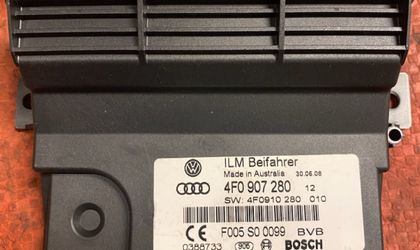 ILM Beifahrer
Made in Australia 30.06.08
4F0 907 280 12
SW: 4F0910 280 010
F005 S0 0099 BVB
0388733 906 BOSCH